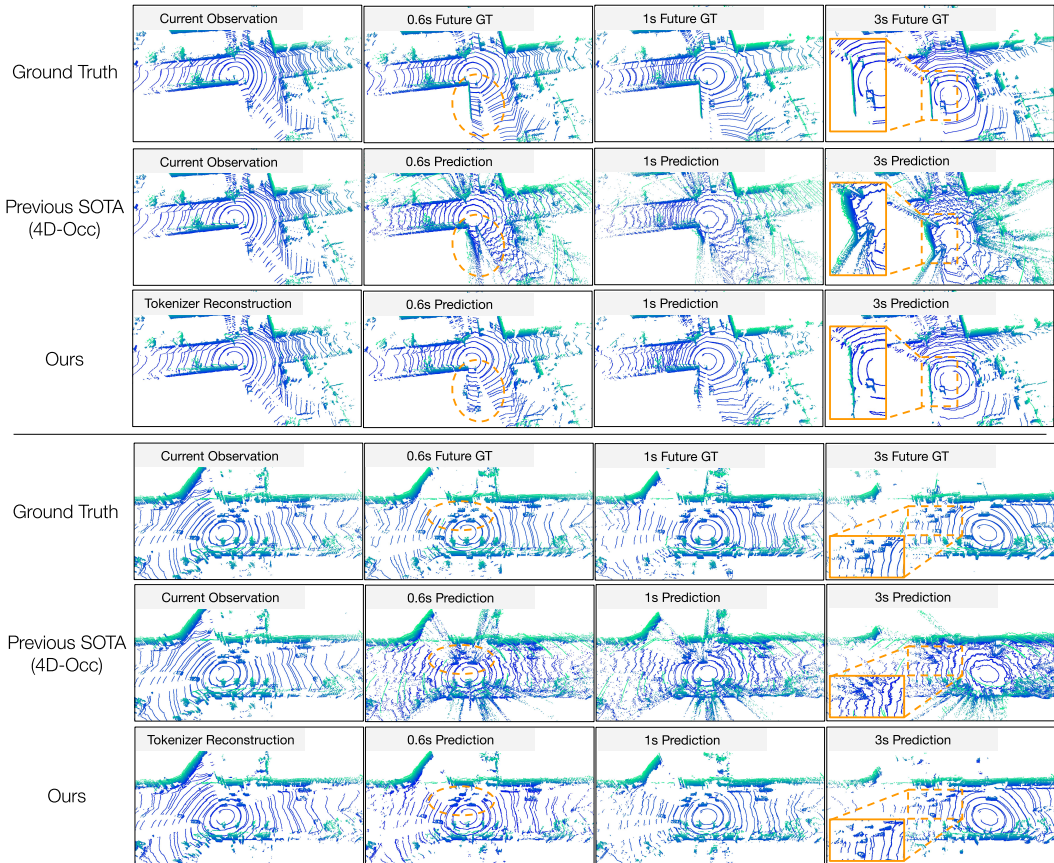 Current Observation
0.6s Future GT
1s Future GT
3s Future GT
Ground Truth
Current Observation
0.6s Prediction
1s Prediction
3s Prediction
Previous SOTA
(4D-Occ)
Tokenizer Reconstruction
0.6s Prediction
1s Prediction
3s Prediction
Ours
Current Observation
0.6s Future GT
1s Future GT
3s Future GT
Ground Truth
Current Observation
0.6s Prediction
1s Prediction
3s Prediction
Previous SOTA
(4D-Occ)
Tokenizer Reconstruction
0.6s Prediction
1s Prediction
3s Prediction
Ours